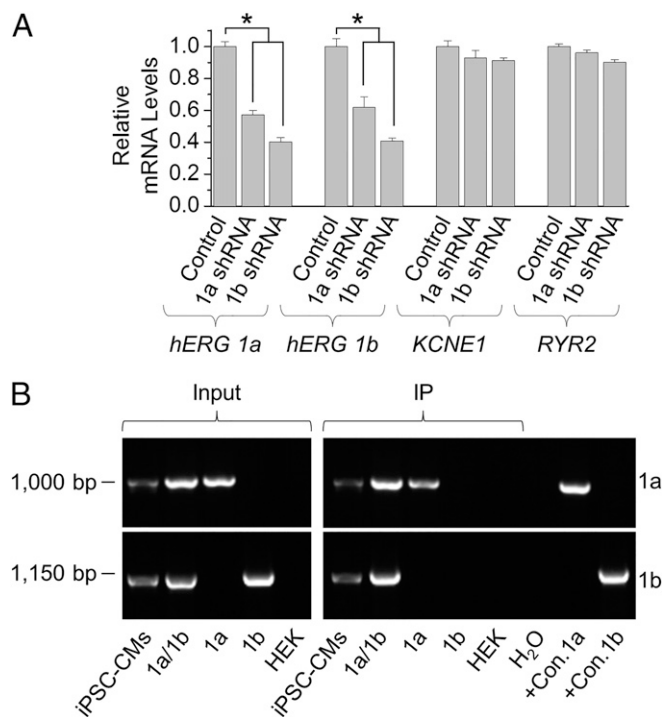 A
Relative
mRNA Levels
1.0
0.8
0.6
0.4
0.2
0.0
* *
Control 1a shRNA 1b shRNA Control 1a shRNA 1b shRNA Control 1a shRNA 1b shRNA Control 1a shRNA 1b shRNA
hERG 1a hERG 1b KCNE1 RYR2
B
Input IP
1,000 bp 1a
1,150 bp 1b
iPSC-CMs 1a/1b 1a 1b HEK iPSC-CMs 1a/1b 1a 1b HEK H₂O +Con.1a +Con.1b